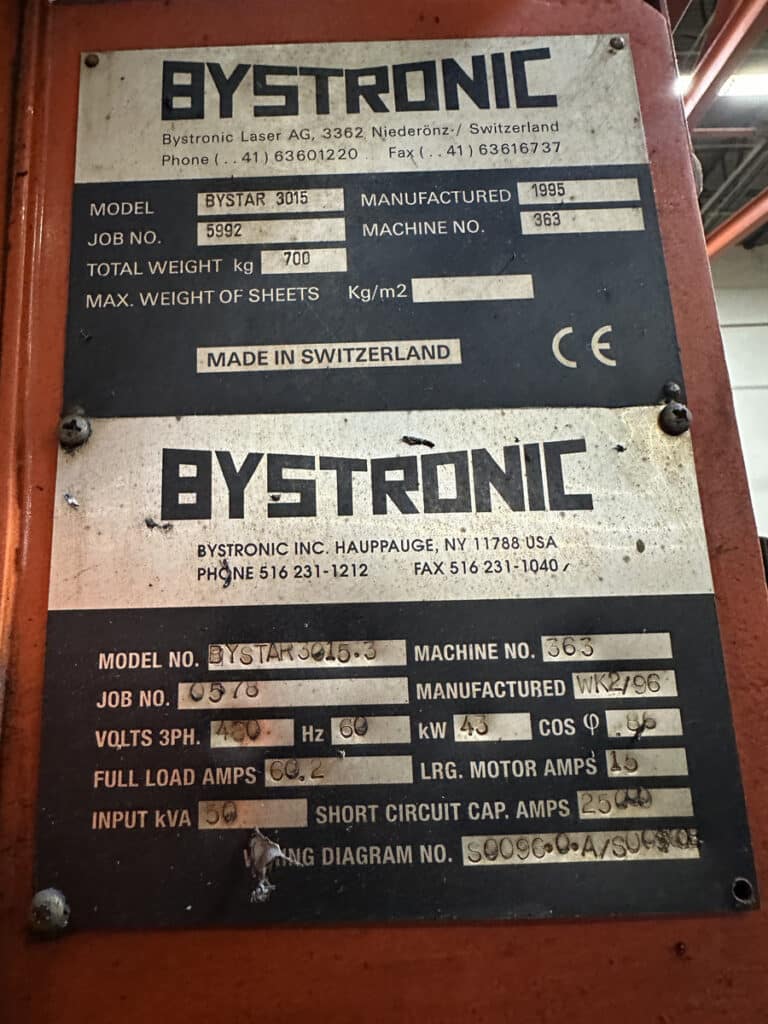 BYSTRONIC
Bystronic Laser AG, 3362 Niederönz / Switzerland
Phone (..41) 63601220 Fax (..41) 63616737
MODEL BYSTAR 3015 MANUFACTURED 1995
JOB NO. 5992 MACHINE NO. 363
TOTAL WEIGHT kg 700
MAX. WEIGHT OF SHEETS Kg/m2
MADE IN SWITZERLAND CE
BYSTRONIC
BYSTRONIC INC. HAUPPAUGE, NY 11788 USA
PHONE 516 231-1212 FAX 516 231-1040
MODEL NO. BYSTAR 3015.3 MACHINE NO. 363
JOB NO. 0578 MANUFACTURED WK2/96
VOLTS 3PH. 460 Hz 60 kW 43 COS φ .86
FULL LOAD AMPS 60.2 LRG. MOTOR AMPS 15
INPUT kVA 50 SHORT CIRCUIT CAP. AMPS 2500
WIRING DIAGRAM NO.